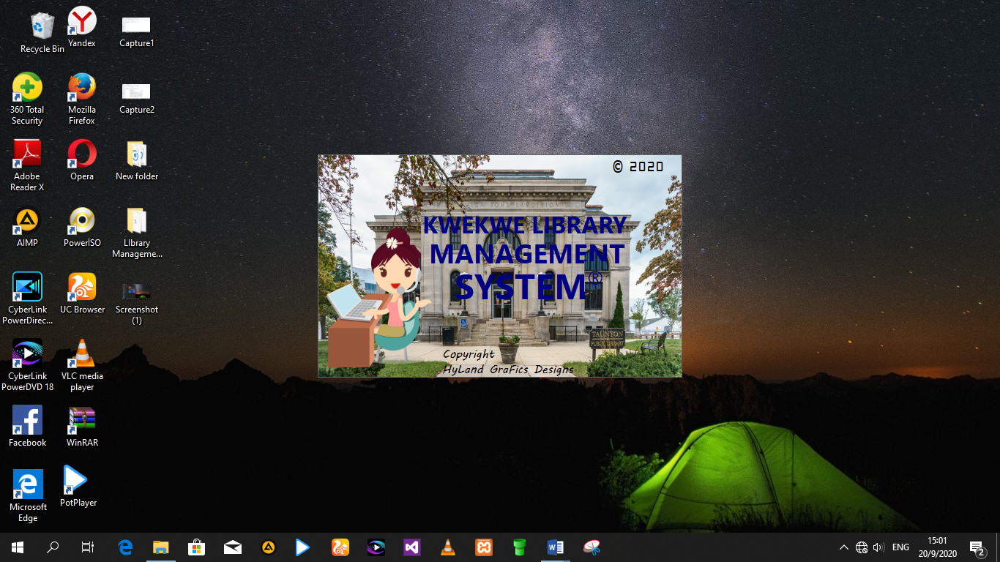 Recycle Bin
Yandex
Capture1
360 Total
Security
Mozilla
Firefox
Capture2
Adobe
Reader X
Opera
New folder
AIMP
PowerISO
LIbrary
Manageme...
CyberLink
PowerDirec...
UC Browser
Screenshot
(1)
CyberLink
PowerDVD 18
VLC media
player
Facebook
WinRAR
Microsoft
Edge
PotPlayer
© 2020
KWEKWE LIBRARY
MANAGEMENT
SYSTEM®
TAUNTON
PUBLIC LIBRARY
Copyright
HyLand GraFics Designs
ENG
15:01
20/9/2020
2